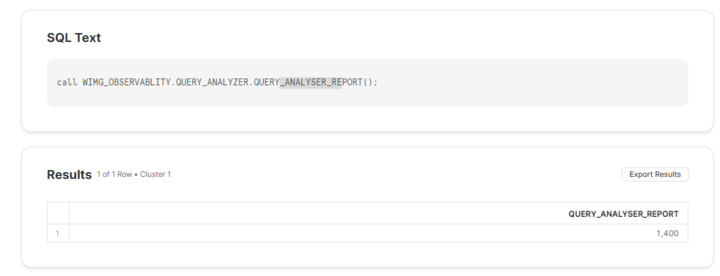 SQL Text
call WIMG_OBSERVABLITY.QUERY_ANALYZER.QUERY_ANALYSER_REPORT();
Results 1 of 1 Row • Cluster 1 Export Results
QUERY_ANALYSER_REPORT
1 1,400